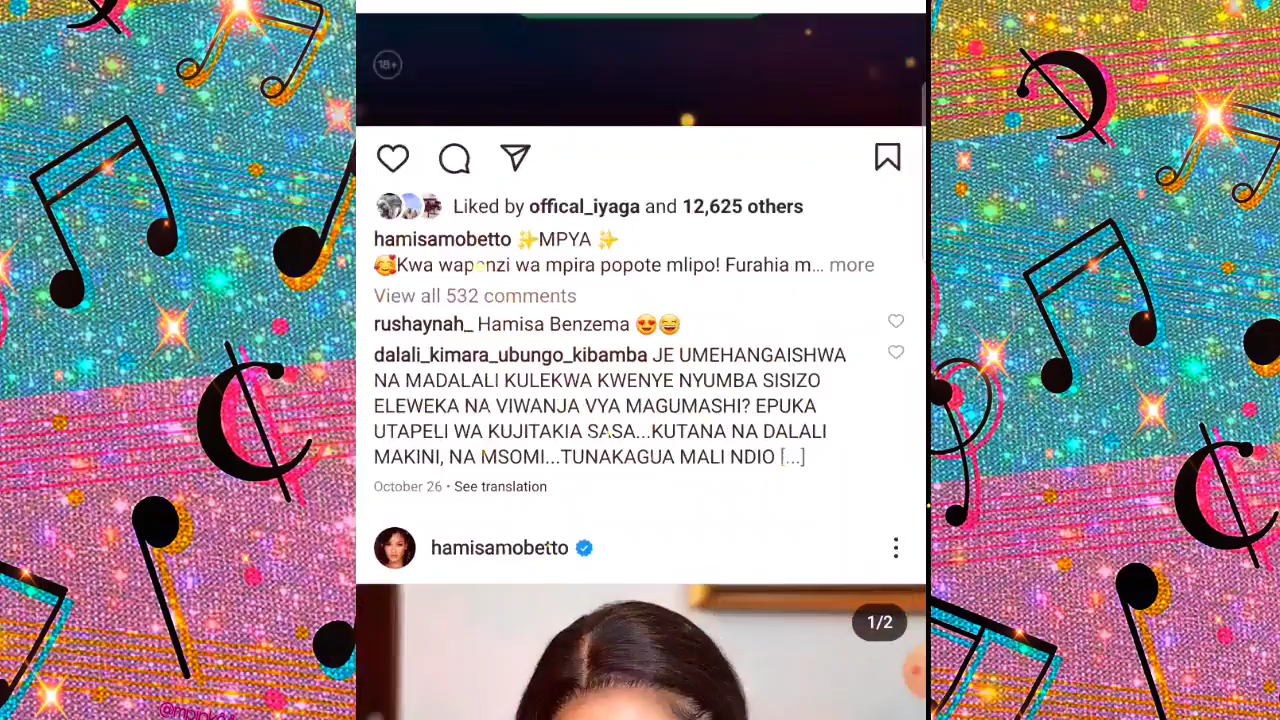 18+
Liked by offical_iyaga and 12,625 others
hamisamobetto ✨MPYA ✨
🥰Kwa wapenzi wa mpira popote mlipo! Furahia m... more
View all 532 comments
rushaynah_ Hamisa Benzema 😍😅
dalali_kimara_ubungo_kibamba JE UMEHANGAISHWA
NA MADALALI KULEKWA KWENYE NYUMBA SISIZO
ELEWEKA NA VIWANJA VYA MAGUMASHI? EPUKA
UTAPELI WA KUJITAKIA SASA...KUTANA NA DALALI
MAKINI, NA MSOMI...TUNAKAGUA MALI NDIO [...]
October 26 • See translation
hamisamobetto
1/2